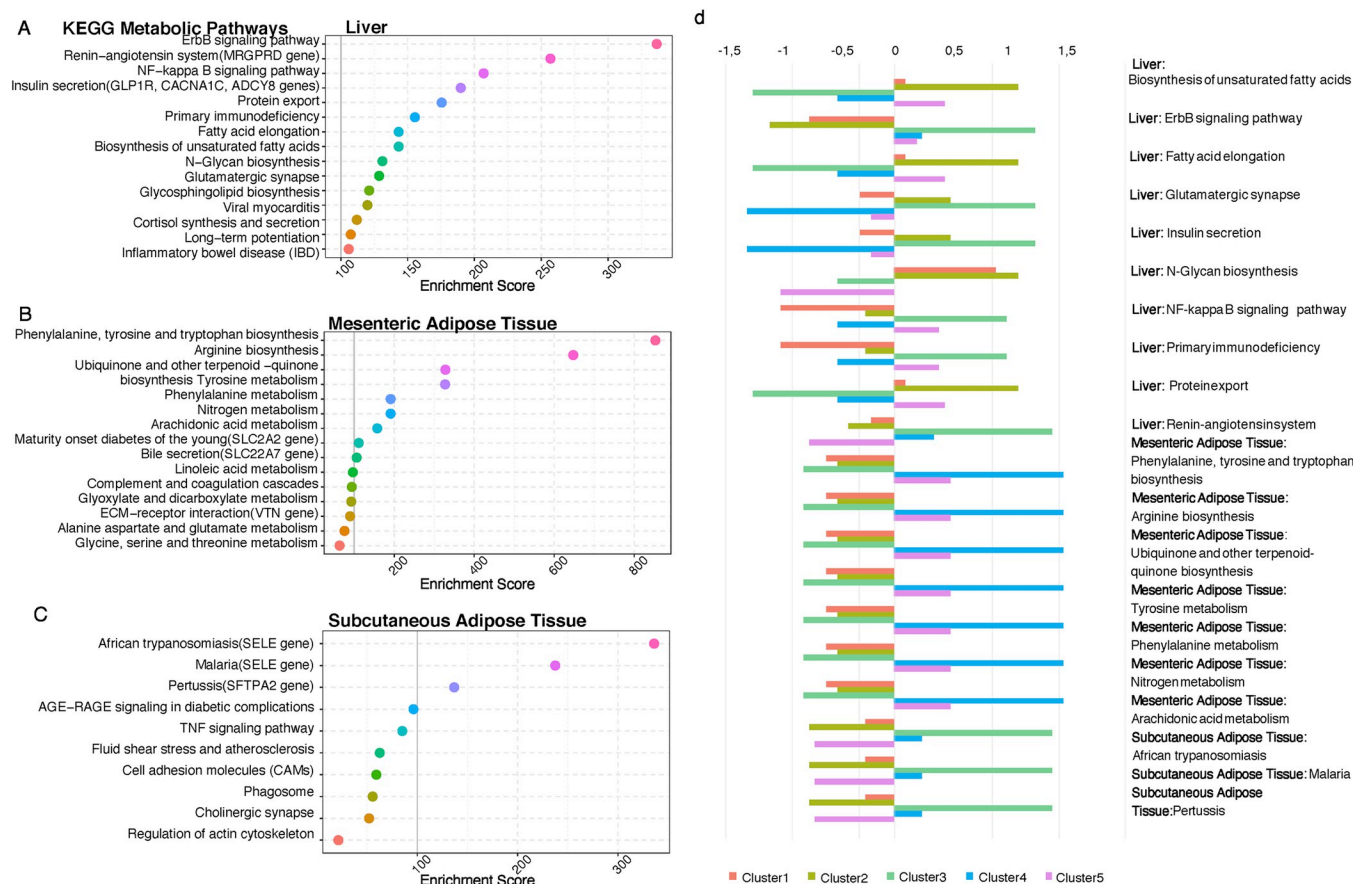 A KEGG Metabolic Pathways Liver
ErbB signaling pathway
Renin-angiotensin system(MRGPRD gene)
NF-kappa B signaling pathway
Insulin secretion(GLP1R, CACNA1C, ADCY8 genes)
Protein export
Primary immunodeficiency
Fatty acid elongation
Biosynthesis of unsaturated fatty acids
N-Glycan biosynthesis
Glutamatergic synapse
Glycosphingolipid biosynthesis
Viral myocarditis
Cortisol synthesis and secretion
Long-term potentiation
Inflammatory bowel disease (IBD)
100 150 200 250 300
Enrichment Score
B
Mesenteric Adipose Tissue
Phenylalanine, tyrosine and tryptophan biosynthesis
Arginine biosynthesis
Ubiquinone and other terpenoid -quinone
biosynthesis Tyrosine metabolism
Phenylalanine metabolism
Nitrogen metabolism
Arachidonic acid metabolism
Maturity onset diabetes of the young(SLC2A2 gene)
Bile secretion(SLC22A7 gene)
Linoleic acid metabolism
Complement and coagulation cascades
Glyoxylate and dicarboxylate metabolism
ECM-receptor interaction(VTN gene)
Alanine aspartate and glutamate metabolism
Glycine, serine and threonine metabolism
200 400 600 800
Enrichment Score
C
Subcutaneous Adipose Tissue
African trypanosomiasis(SELE gene)
Malaria(SELE gene)
Pertussis(SFTPA2 gene)
AGE-RAGE signaling in diabetic complications
TNF signaling pathway
Fluid shear stress and atherosclerosis
Cell adhesion molecules (CAMs)
Phagosome
Cholinergic synapse
Regulation of actin cytoskeleton
100 200 300
Enrichment Score
d
-1,5 -1 -0,5 0 0,5 1 1,5
Liver:
Biosynthesis of unsaturated fatty acids
Liver: ErbB signaling pathway
Liver: Fatty acid elongation
Liver: Glutamatergic synapse
Liver: Insulin secretion
Liver: N-Glycan biosynthesis
Liver: NF-kappa B signaling pathway
Liver: Primary immunodeficiency
Liver: Protein export
Liver: Renin-angiotensin system
Mesenteric Adipose Tissue:
Phenylalanine, tyrosine and tryptophan
biosynthesis
Mesenteric Adipose Tissue:
Arginine biosynthesis
Mesenteric Adipose Tissue:
Ubiquinone and other terpenoid-
quinone biosynthesis
Mesenteric Adipose Tissue:
Tyrosine metabolism
Mesenteric Adipose Tissue:
Phenylalanine metabolism
Mesenteric Adipose Tissue:
Nitrogen metabolism
Mesenteric Adipose Tissue:
Arachidonic acid metabolism
Subcutaneous Adipose Tissue:
African trypanosomiasis
Subcutaneous Adipose Tissue: Malaria
Subcutaneous Adipose
Tissue: Pertussis
Cluster1 Cluster2 Cluster3 Cluster4 Cluster5